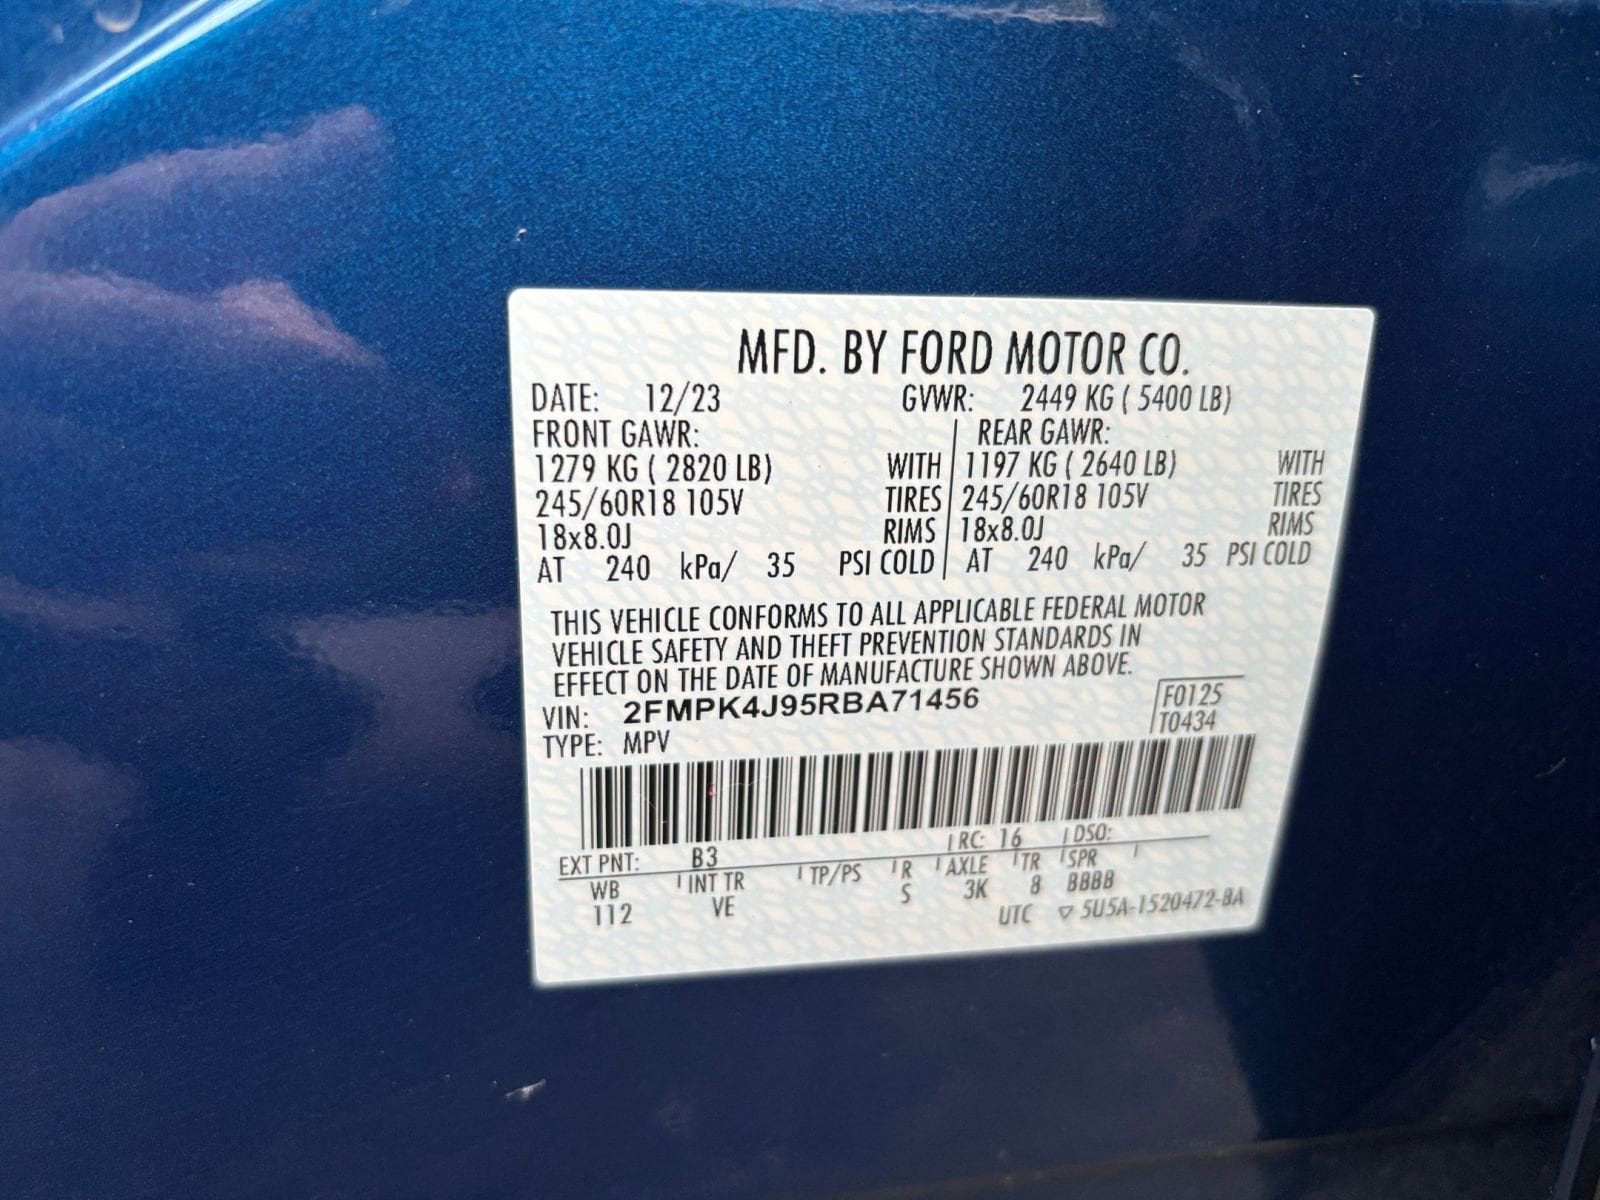 MFD. BY FORD MOTOR CO.
DATE: 12/23 GVWR: 2449 KG ( 5400 LB)
FRONT GAWR: REAR GAWR:
1279 KG ( 2820 LB) WITH 1197 KG ( 2640 LB) WITH
245/60R18 105V TIRES 245/60R18 105V TIRES
18x8.0J RIMS 18x8.0J RIMS
AT 240 kPa/ 35 PSI COLD AT 240 kPa/ 35 PSI COLD
THIS VEHICLE CONFORMS TO ALL APPLICABLE FEDERAL MOTOR
VEHICLE SAFETY AND THEFT PREVENTION STANDARDS IN
EFFECT ON THE DATE OF MANUFACTURE SHOWN ABOVE.
VIN: 2FMPK4J95RBA71456 F0125
TYPE: MPV T0434
EXT PNT: B3 RC: 16 DSO:
WB INT TR TP/PS R AXLE TR SPR
112 VE S 3K 8 BBBB
UTC ▽ 5U5A-1520472-BA